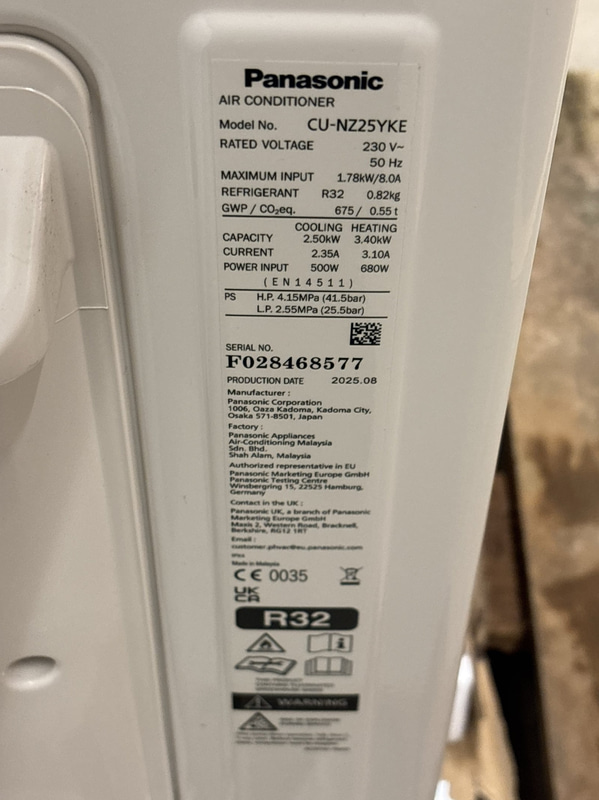 Panasonic
AIR CONDITIONER
Model No. CU-NZ25YKE
RATED VOLTAGE 230 V~
50 Hz
MAXIMUM INPUT 1.78kW/8.0A
REFRIGERANT R32 0.82kg
GWP / CO₂eq. 675 / 0.55 t
COOLING HEATING
CAPACITY 2.50kW 3.40kW
CURRENT 2.35A 3.10A
POWER INPUT 500W 680W
(EN14511)
PS H.P. 4.15MPa (41.5bar)
L.P. 2.55MPa (25.5bar)
SERIAL NO.
F028468577
PRODUCTION DATE 2025.08
Manufacturer :
Panasonic Corporation
1006, Oaza Kadoma, Kadoma City,
Osaka 571-8501, Japan
Factory :
Panasonic Appliances
Air-Conditioning Malaysia
Sdn. Bhd.
Shah Alam, Malaysia
Authorized representative in EU
Panasonic Marketing Europe GmbH
Panasonic Testing Centre
Winsbergring 15, 22525 Hamburg,
Germany
Contact in the UK :
Panasonic UK, a branch of Panasonic
Marketing Europe GmbH
Maxis 2, Western Road, Bracknell,
Berkshire, RG12 1RT
Email :
customer.phvac@eu.panasonic.com
IPX4
Made in Malaysia
CE 0035
UK
CA
R32
WARNING